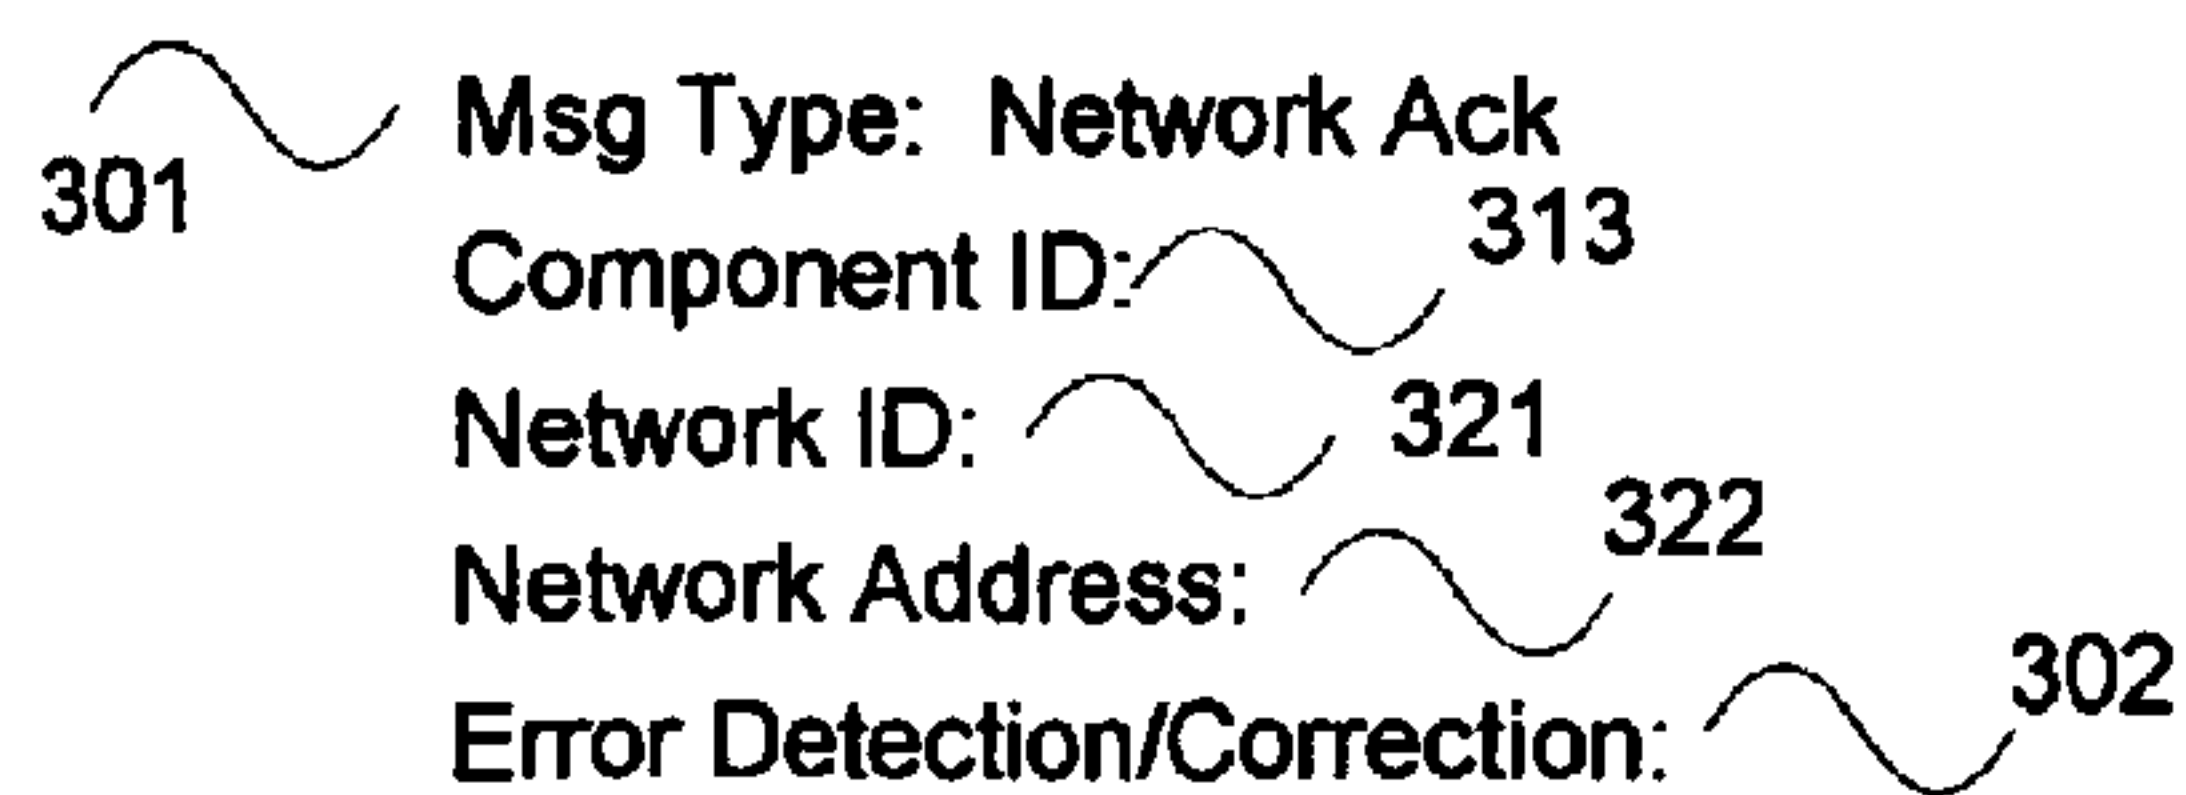 301 Msg Type: Network Ack
Component ID: 313
Network ID: 321
Network Address: 322
Error Detection/Correction: 302